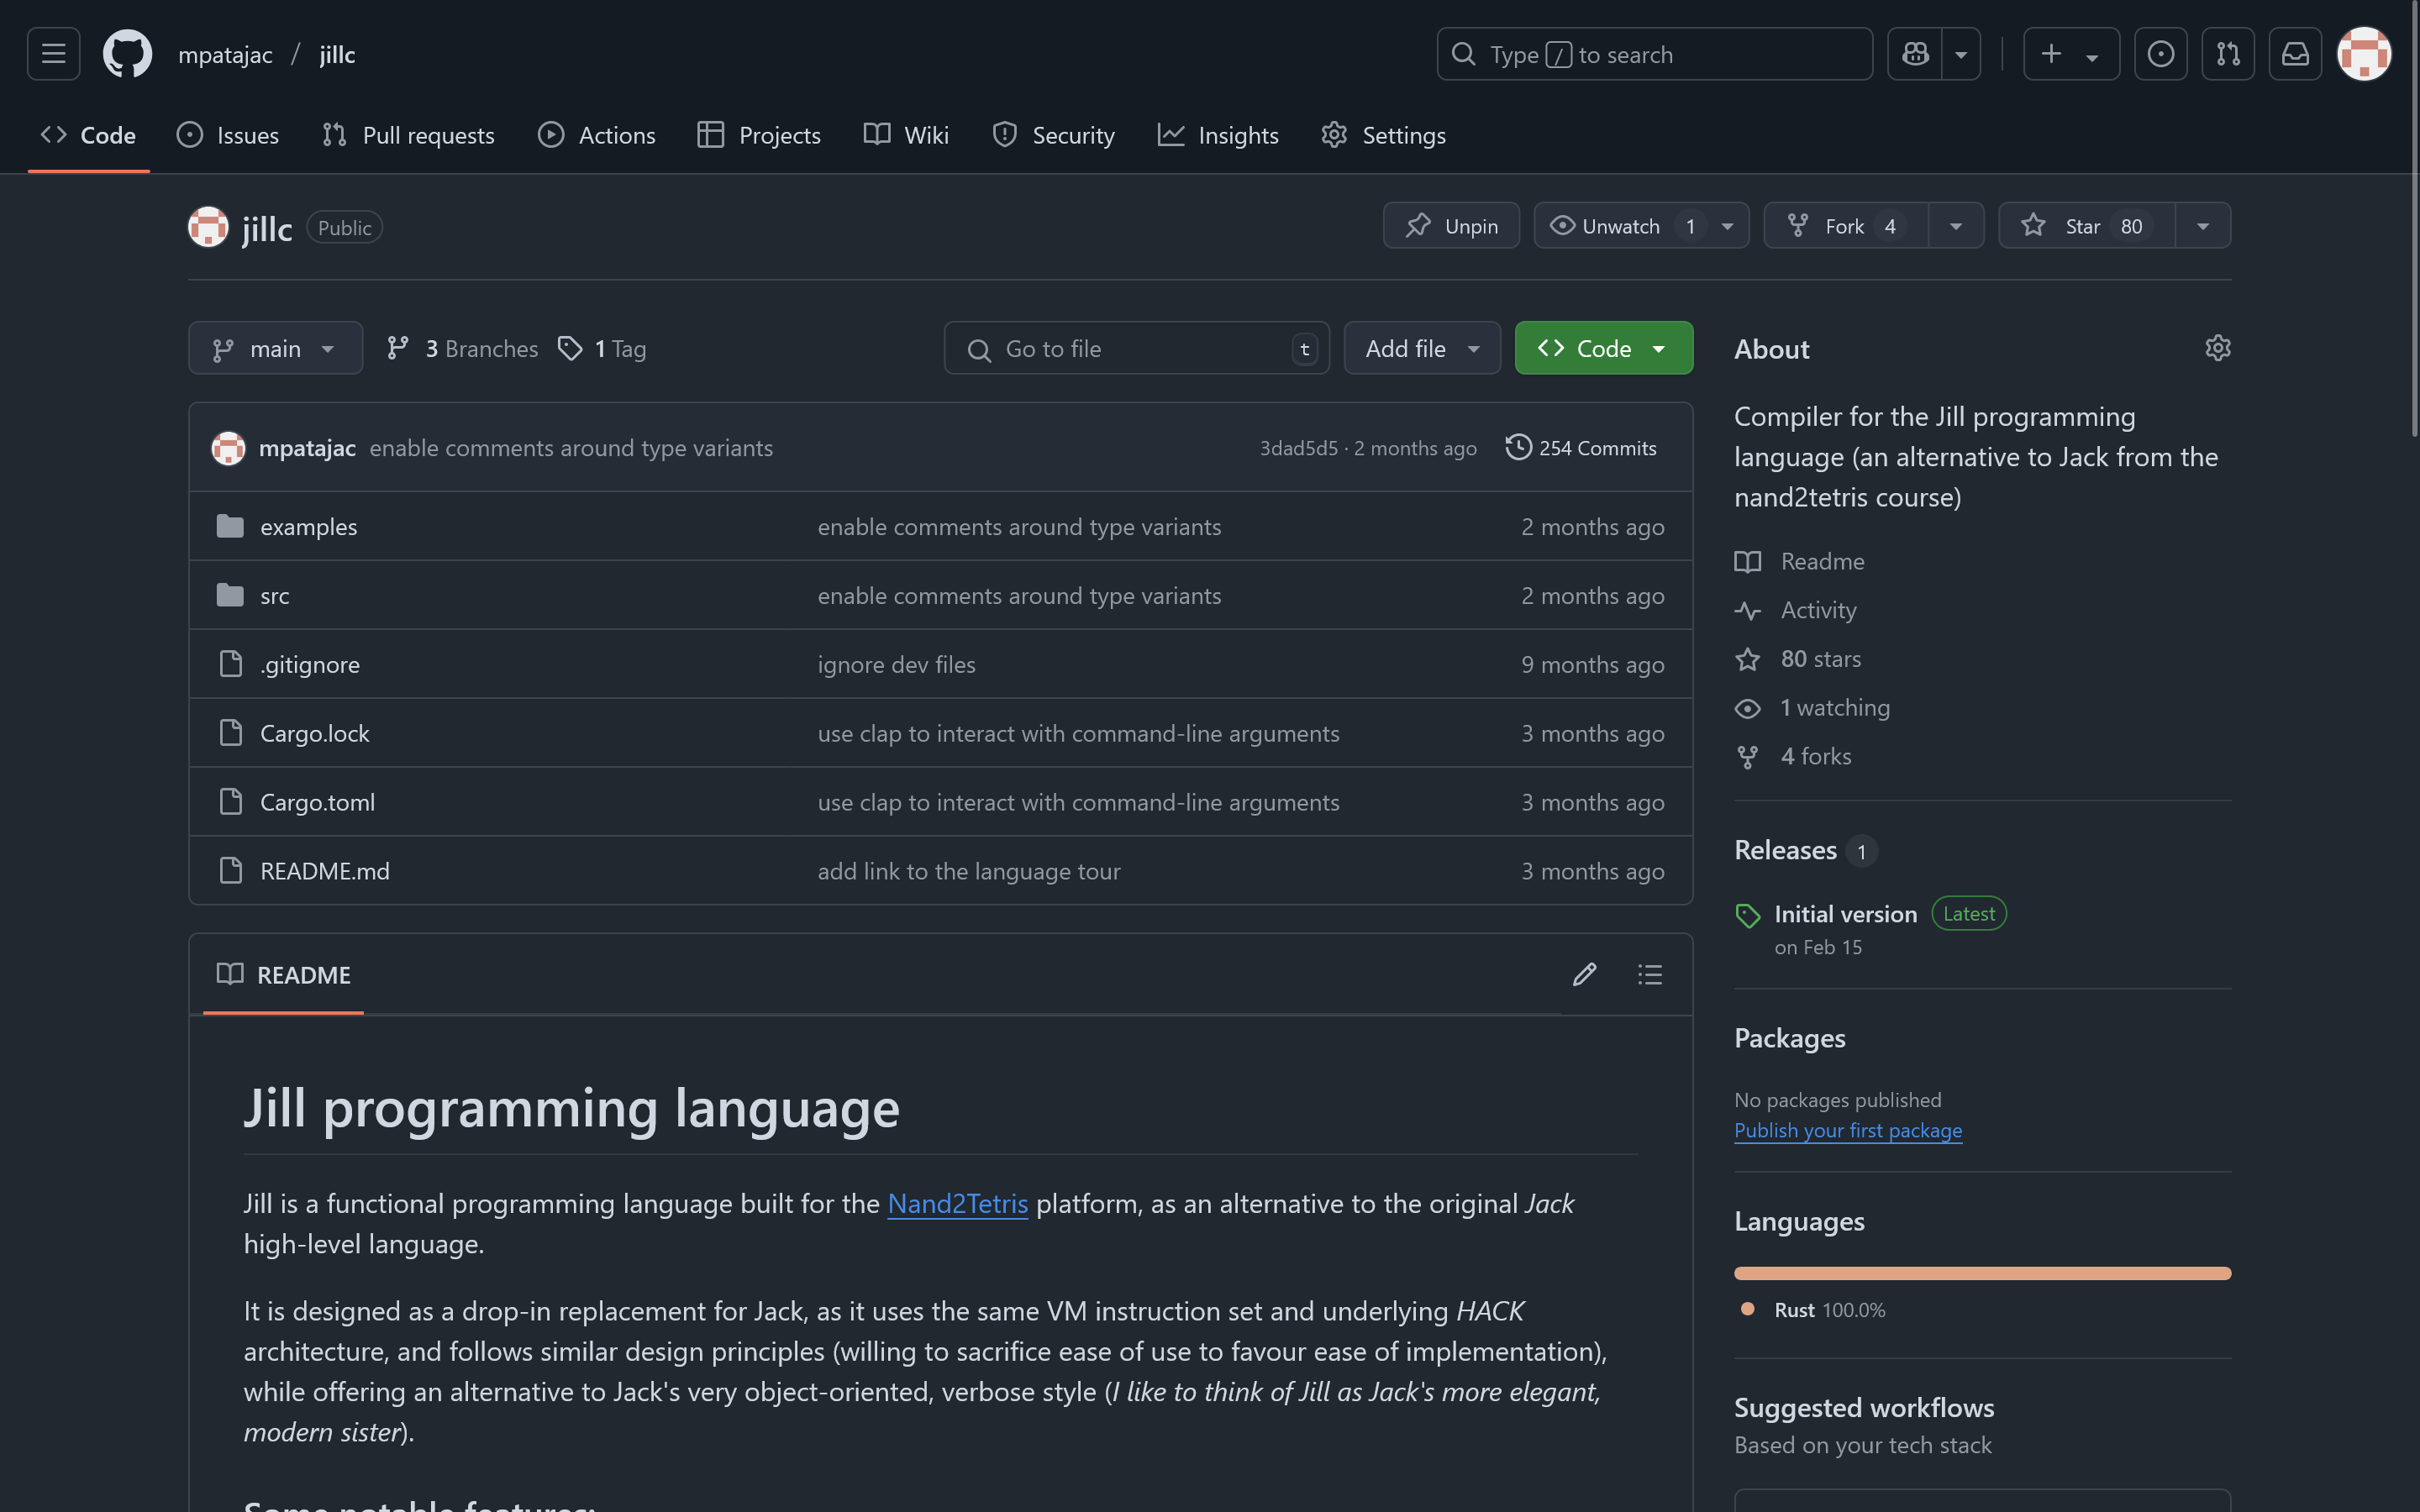 mpatajac / jillc
Type / to search
Code
Issues
Pull requests
Actions
Projects
Wiki
Security
Insights
Settings
jillc Public
Unpin
Unwatch 1
Fork 4
Star 80
main
3 Branches
1 Tag
Go to file t
Add file
Code
mpatajac enable comments around type variants 3dad5d5 · 2 months ago 254 Commits
examples enable comments around type variants 2 months ago
src enable comments around type variants 2 months ago
.gitignore ignore dev files 9 months ago
Cargo.lock use clap to interact with command-line arguments 3 months ago
Cargo.toml use clap to interact with command-line arguments 3 months ago
README.md add link to the language tour 3 months ago
README
Jill programming language
Jill is a functional programming language built for the Nand2Tetris platform, as an alternative to the original Jack
high-level language.
It is designed as a drop-in replacement for Jack, as it uses the same VM instruction set and underlying HACK
architecture, and follows similar design principles (willing to sacrifice ease of use to favour ease of implementation),
while offering an alternative to Jack's very object-oriented, verbose style (I like to think of Jill as Jack's more elegant,
modern sister).
Some notable features:
About
Compiler for the Jill programming
language (an alternative to Jack from the
nand2tetris course)
Readme
Activity
80 stars
1 watching
4 forks
Releases 1
Initial version Latest
on Feb 15
Packages
No packages published
Publish your first package
Languages
Rust 100.0%
Suggested workflows
Based on your tech stack